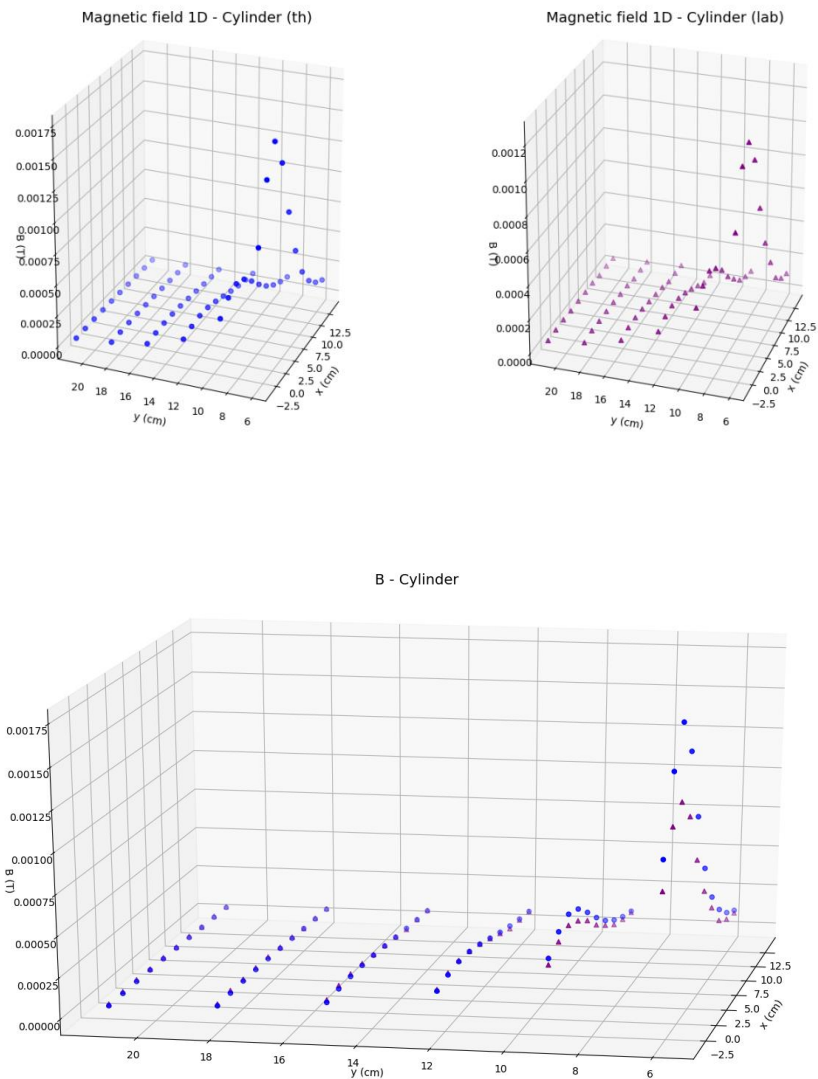 Magnetic field 1D - Cylinder (th)
0.00175
0.00150
0.00125
0.00100
0.00075
0.00050
0.00025
0.00000
B (T)
20 18 16 14 12 10 8 6
y (cm)
12.5
10.0
7.5
5.0
2.5
0.0
−2.5
x (cm)
Magnetic field 1D - Cylinder (lab)
0.0012
0.0010
0.0008
0.0006
0.0004
0.0002
0.0000
B (T)
20 18 16 14 12 10 8 6
y (cm)
12.5
10.0
7.5
5.0
2.5
0.0
−2.5
x (cm)
B - Cylinder
0.00175
0.00150
0.00125
0.00100
0.00075
0.00050
0.00025
0.00000
B (T)
20 18 16 14 12 10 8 6
y (cm)
12.5
10.0
7.5
5.0
2.5
0.0
−2.5
x (cm)